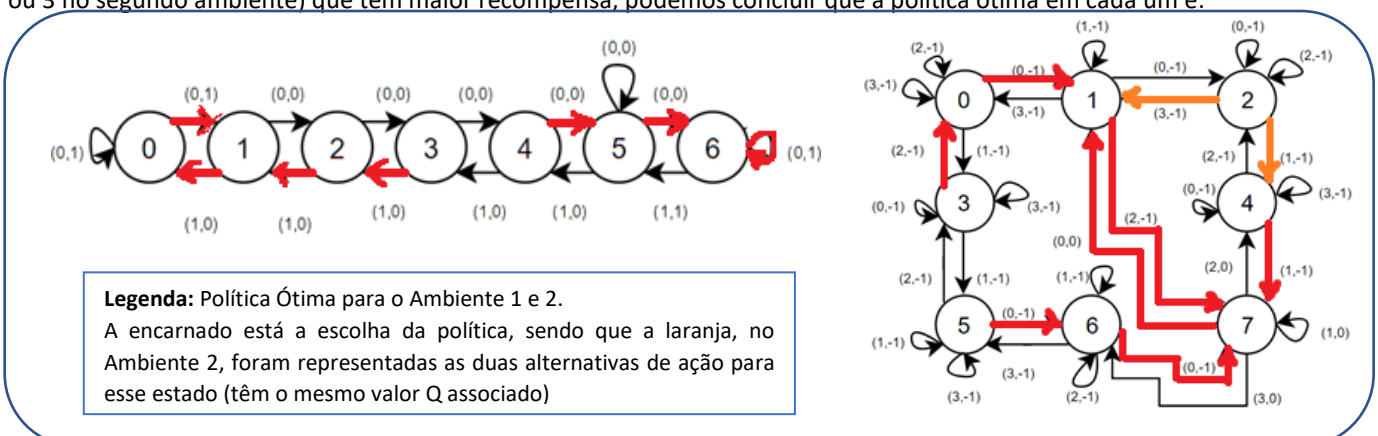 ou 3 no segundo ambiente) que têm maior recompensa, podemos concluir que a política ótima em cada um é:
(0,0)
(0,1) (0,0) (0,0) (0,0) (0,0) (0,0)
(0,1) 0 1 2 3 4 5 6 (0,1)
(1,0) (1,0) (1,0) (1,0) (1,0) (1,1)
Legenda: Política Ótima para o Ambiente 1 e 2.
A encarnado está a escolha da política, sendo que a laranja, no
Ambiente 2, foram representadas as duas alternativas de ação para
esse estado (têm o mesmo valor Q associado)
(2,-1) (1,-1) (0,-1)
(0,-1) (0,-1) (2,-1)
(3,-1) 0 1 2
(3,-1) (3,-1)
(2,-1) (1,-1) (2,-1) (1,-1)
(0,-1) 3 (3,-1) (0,-1) 4 (3,-1)
(2,-1)
(0,0)
(2,-1) (1,-1) (1,-1) (2,0) (1,-1)
(0,-1)
(1,-1) 5 6 7 (1,0)
(0,-1)
(3,-1)
(3,-1) (2,-1) (3,0)